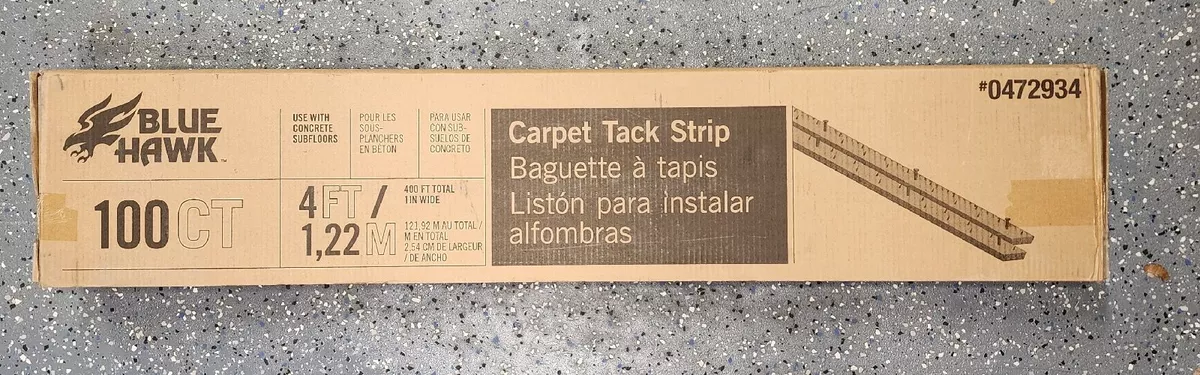 BLUE
HAWK™
USE WITH
CONCRETE
SUBFLOORS
POUR LES
SOUS-
PLANCHERS
EN BÉTON
PARA USAR
CON SUB-
SUELOS DE
CONCRETO
100 CT
4 FT /
1,22 M
400 FT TOTAL
1 IN WIDE
121,92 M AU TOTAL /
M EN TOTAL
2.54 CM DE LARGEUR
/ DE ANCHO
Carpet Tack Strip
Baguette à tapis
Listón para instalar
alfombras
#0472934